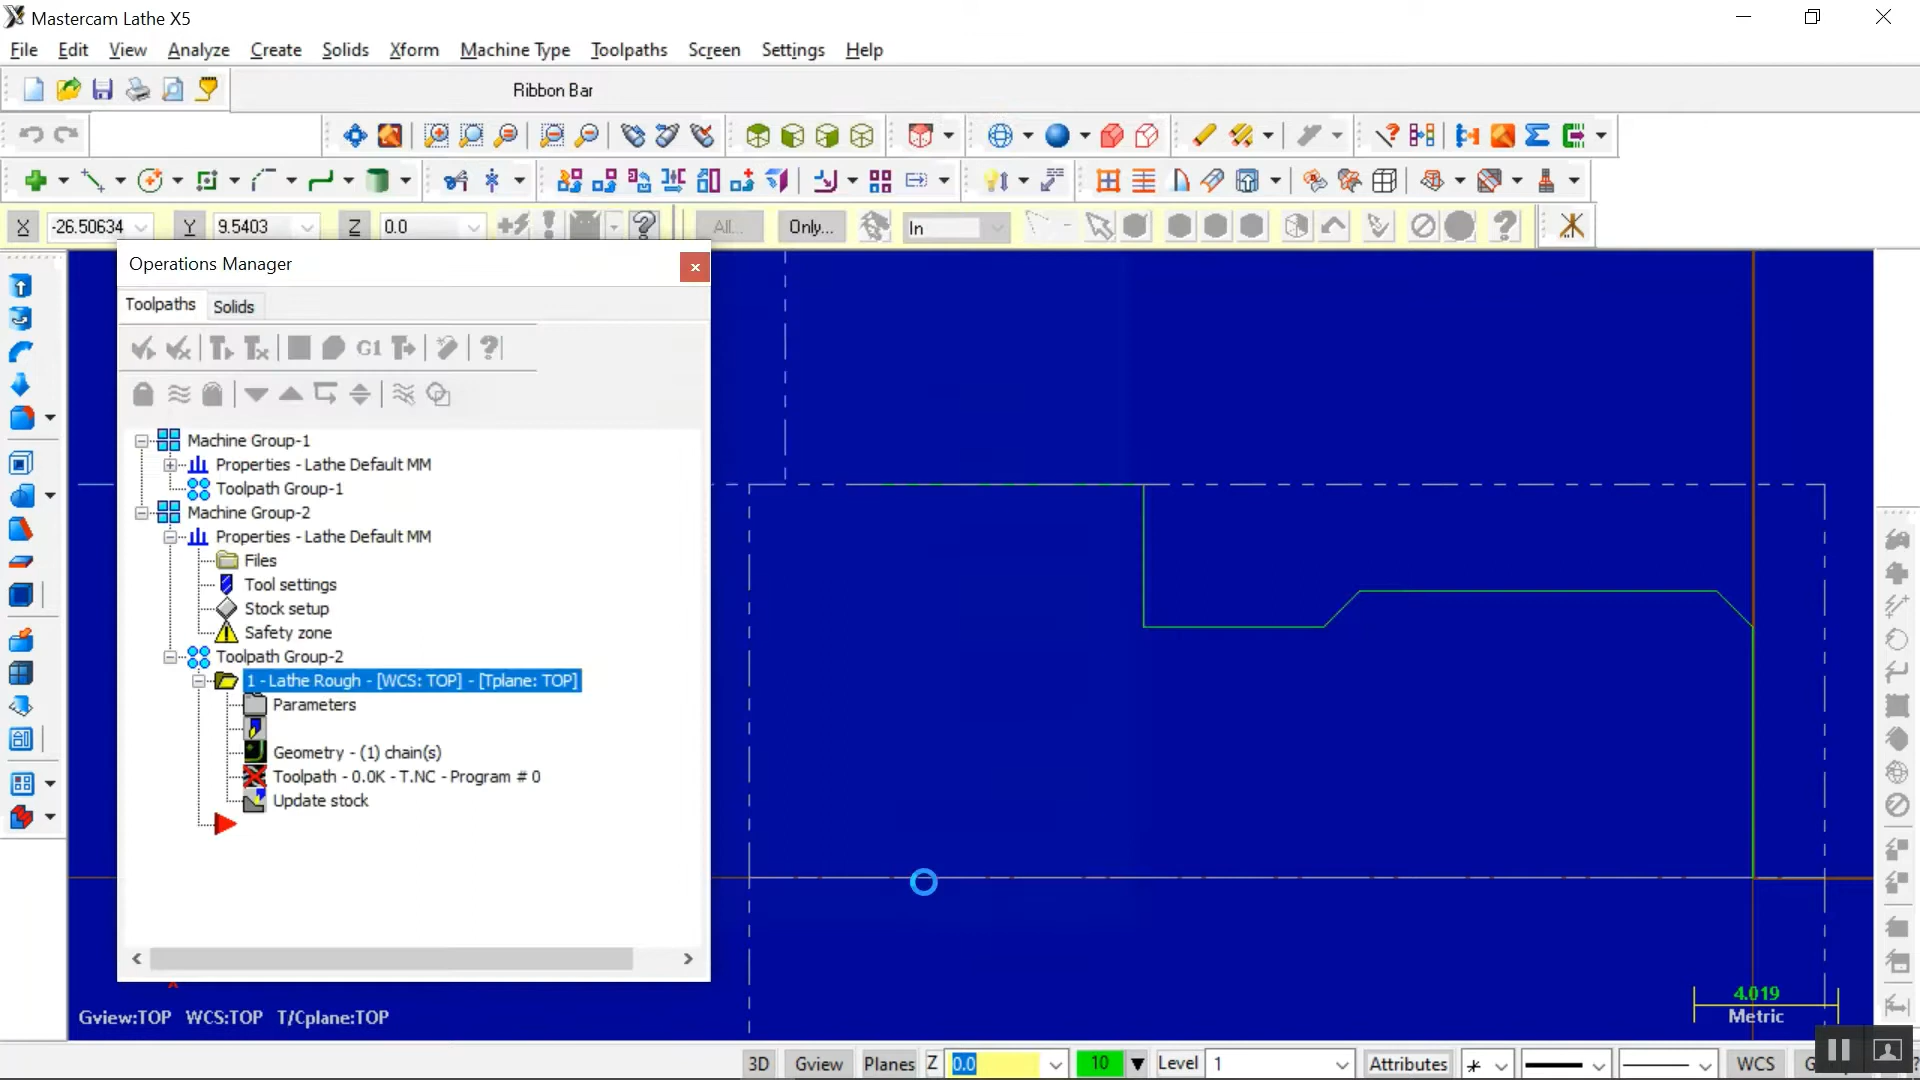 Mastercam Lathe X5
File Edit View Analyze Create Solids Xform Machine Type Toolpaths Screen Settings Help
Ribbon Bar
X -26.50634 Y 9.5403 Z 0.0 All... Only... In
Operations Manager
Toolpaths Solids
G1
Machine Group-1
Properties - Lathe Default MM
Toolpath Group-1
Machine Group-2
Properties - Lathe Default MM
Files
Tool settings
Stock setup
Safety zone
Toolpath Group-2
1 - Lathe Rough - [WCS: TOP] - [Tplane: TOP]
Parameters
Geometry - (1) chain(s)
Toolpath - 0.0K - T.NC - Program # 0
Update stock
4.019
Metric
Gview:TOP WCS:TOP T/Cplane:TOP
3D Gview Planes Z 0.0 10 Level 1 Attributes WCS